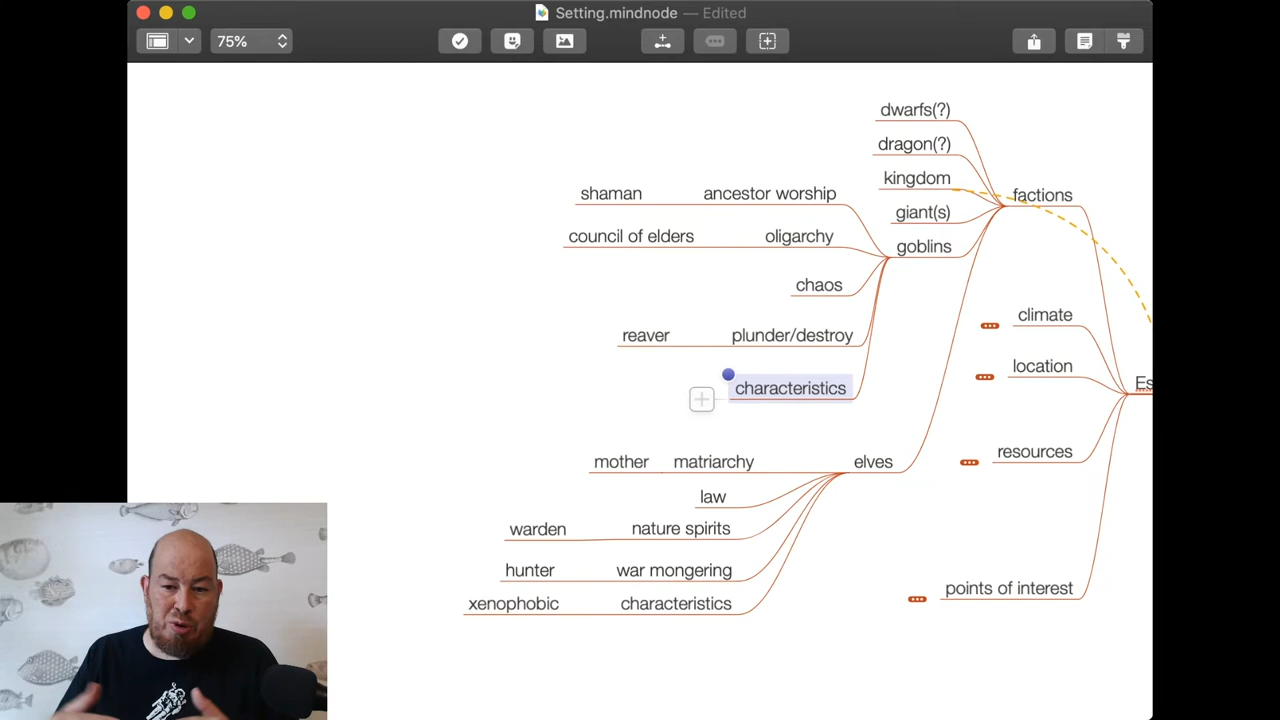 Setting.mindnode — Edited
75%
dwarfs(?)
dragon(?)
kingdom
giant(s)
goblins
factions
shaman
ancestor worship
council of elders
oligarchy
chaos
reaver
plunder/destroy
characteristics
climate
location
Es
resources
points of interest
elves
mother
matriarchy
law
warden
nature spirits
hunter
war mongering
xenophobic
characteristics